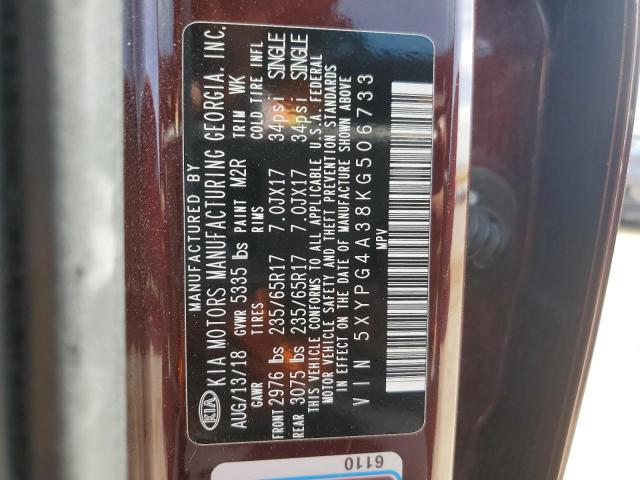 MANUFACTURED BY
KIA KIA MOTORS MANUFACTURING GEORGIA, INC.
AUG/13/18 GVWR 5335 lbs PAINT M2R TRIM WK
GAWR TIRES RIMS COLD TIRE INFL
FRONT 2976 lbs 235/65R17 7.0JX17 34psi SINGLE
REAR 3075 lbs 235/65R17 7.0JX17 34psi SINGLE
THIS VEHICLE CONFORMS TO ALL APPLICABLE U.S.A. FEDERAL
MOTOR VEHICLE SAFETY AND THEFT PREVENTION STANDARDS
IN EFFECT ON THE DATE OF MANUFACTURE SHOWN ABOVE
VIN 5XYPG4A38KG506733
MPV
6110